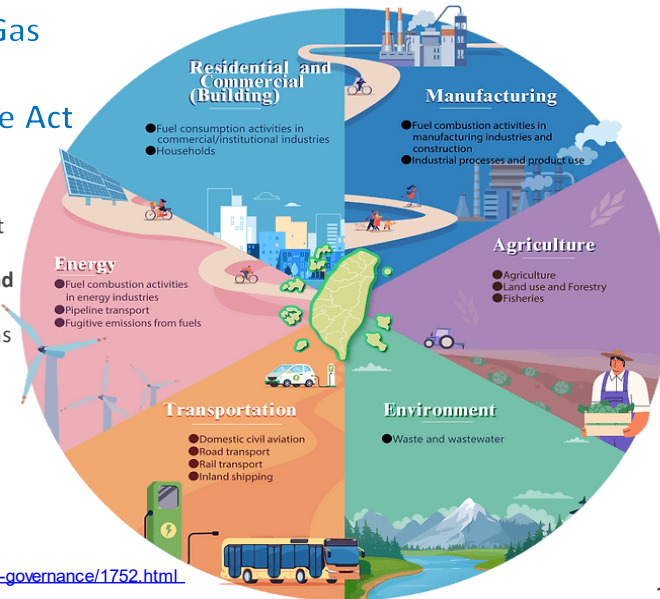 Gas
e Act
t
d
as
Residential and
Commercial
(Building)
●Fuel consumption activities in
commercial/institutional industries
●Households
Manufacturing
●Fuel combustion activities in
manufacturing industries and
construction
●Industrial processes and product use
Agriculture
●Agriculture
●Land use and Forestry
●Fisheries
Energy
●Fuel combustion activities
in energy industries
●Pipeline transport
●Fugitive emissions from fuels
Transportation
●Domestic civil aviation
●Road transport
●Rail transport
●Inland shipping
Environment
●Waste and wastewater
-governance/1752.html